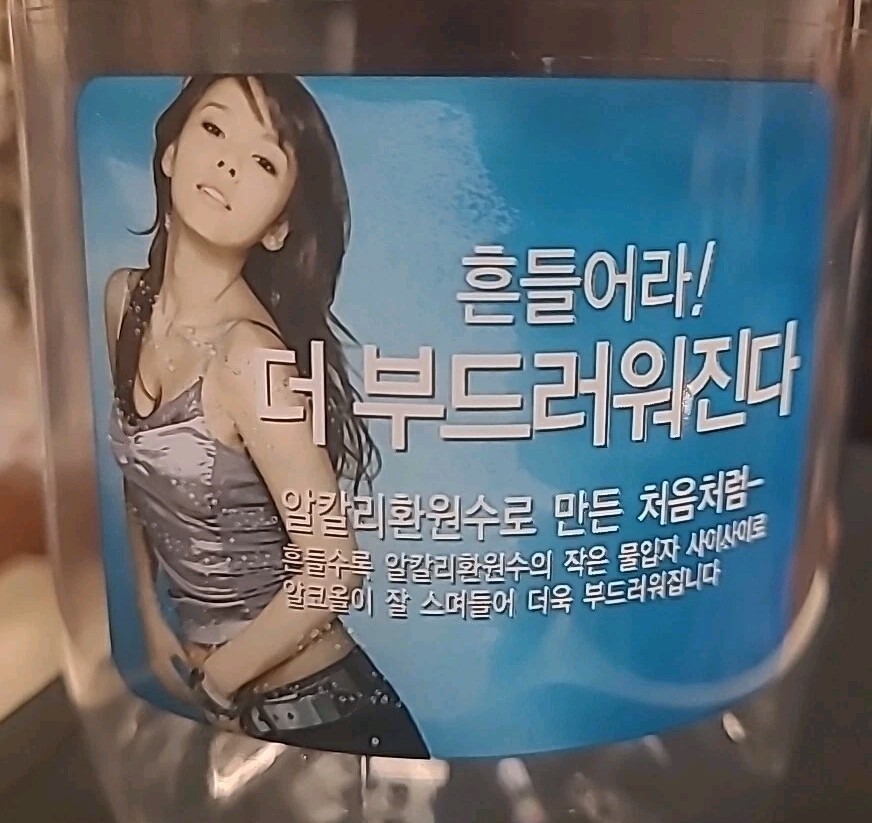 흔들어라!
더 부드러워진다
알칼리환원수로 만든 처음처럼-
흔들수록 알칼리환원수의 작은 물입자 사이사이로
알코올이 잘 스며들어 더욱 부드러워집니다